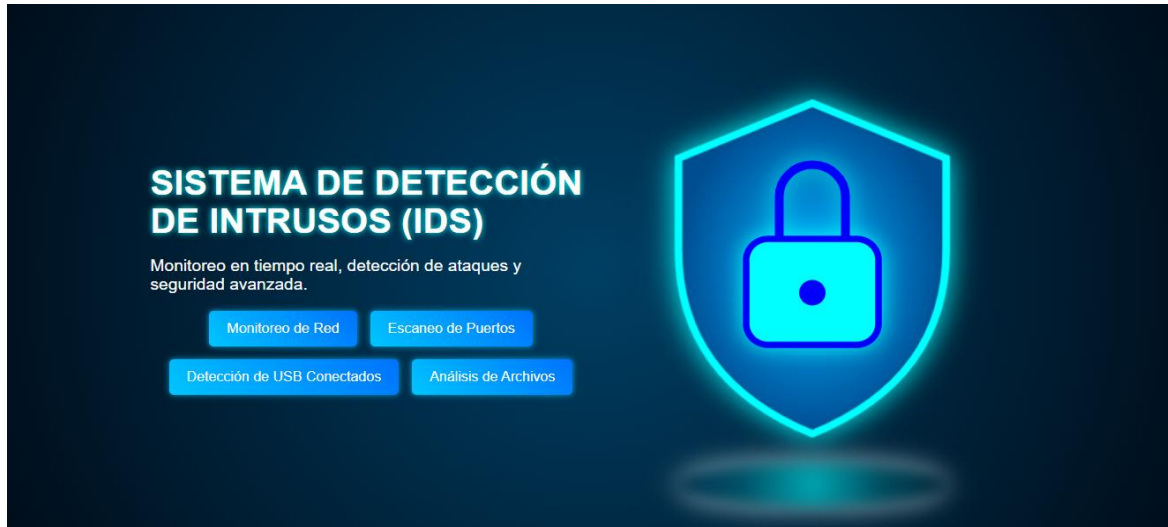 SISTEMA DE DETECCIÓN
DE INTRUSOS (IDS)
Monitoreo en tiempo real, detección de ataques y
seguridad avanzada.
Monitoreo de Red
Escaneo de Puertos
Detección de USB Conectados
Análisis de Archivos